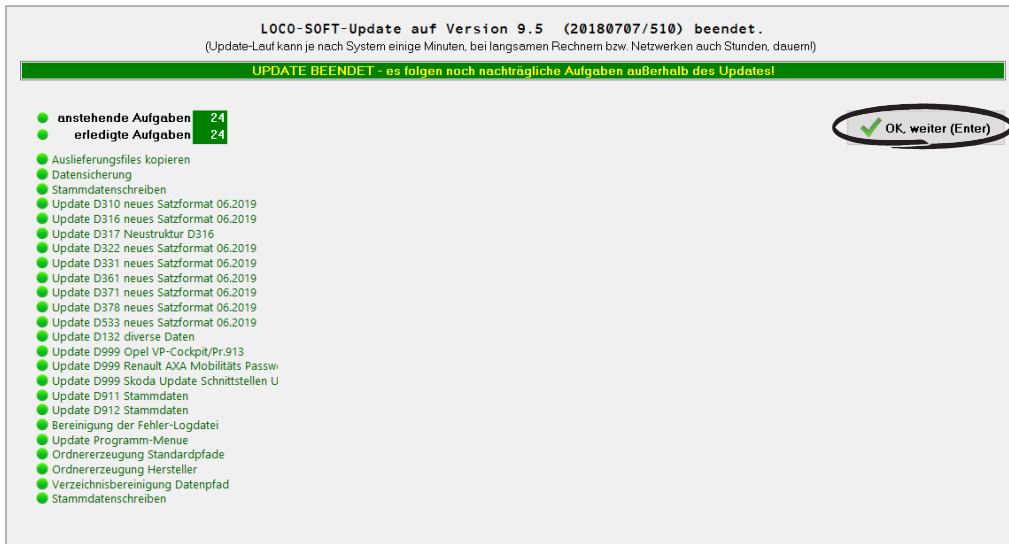 LOCO-SOFT-Update auf Version 9.5 (20180707/510) beendet.
(Update-Lauf kann je nach System einige Minuten, bei langsamen Rechnern bzw. Netzwerken auch Stunden, dauern!)
UPDATE BEENDET - es folgen noch nachträgliche Aufgaben außerhalb des Updates!
anstehende Aufgaben 24
erledigte Aufgaben 24
OK, weiter (Enter)
Auslieferungsfiles kopieren
Datensicherung
Stammdatenschreiben
Update D310 neues Satzformat 06.2019
Update D316 neues Satzformat 06.2019
Update D317 Neustruktur D316
Update D322 neues Satzformat 06.2019
Update D331 neues Satzformat 06.2019
Update D361 neues Satzformat 06.2019
Update D371 neues Satzformat 06.2019
Update D378 neues Satzformat 06.2019
Update D533 neues Satzformat 06.2019
Update D132 diverse Daten
Update D999 Opel VP-Cockpit/Pr.913
Update D999 Renault AXA Mobilitäts Passw
Update D999 Skoda Update Schnittstellen U
Update D911 Stammdaten
Update D912 Stammdaten
Bereinigung der Fehler-Logdatei
Update Programm-Menue
Ordnererzeugung Standardpfade
Ordnererzeugung Hersteller
Verzeichnisbereinigung Datenpfad
Stammdatenschreiben